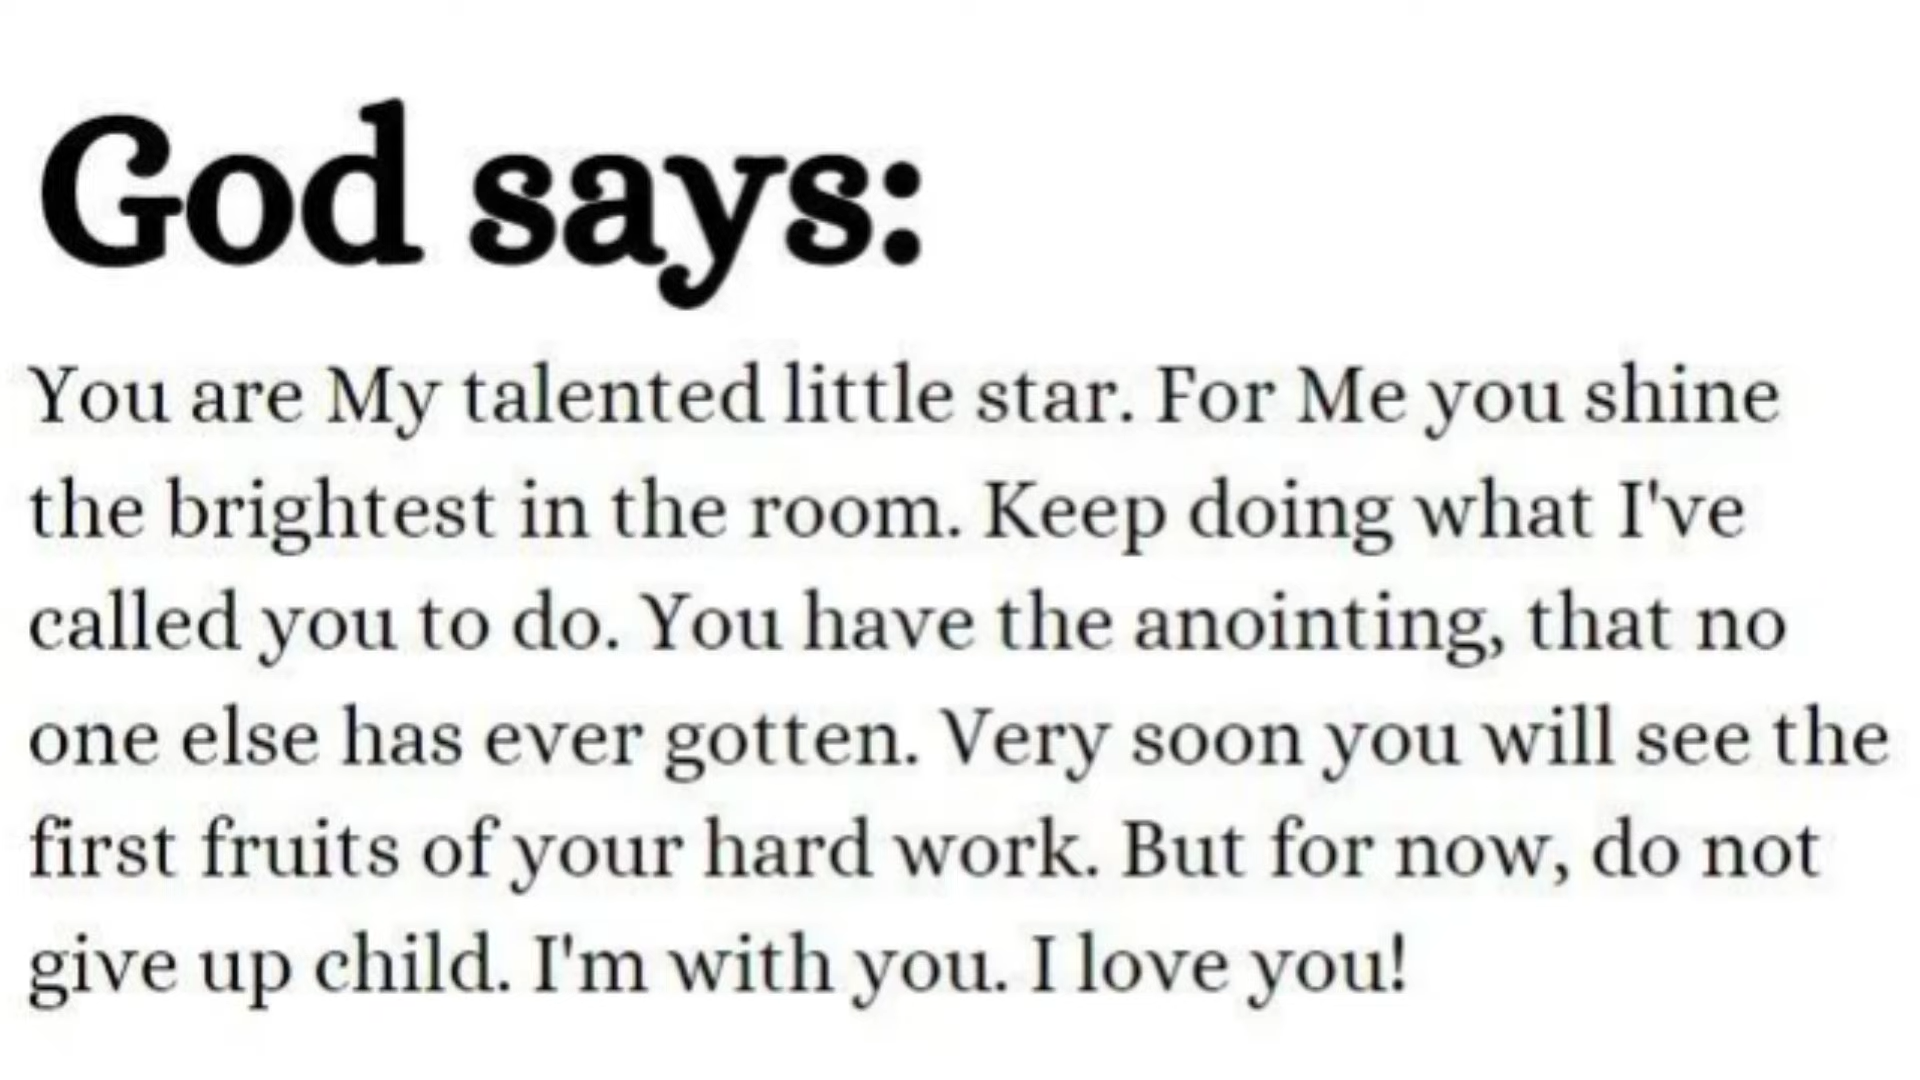 God says:
You are My talented little star. For Me you shine
the brightest in the room. Keep doing what I've
called you to do. You have the anointing, that no
one else has ever gotten. Very soon you will see the
first fruits of your hard work. But for now, do not
give up child. I'm with you. I love you!